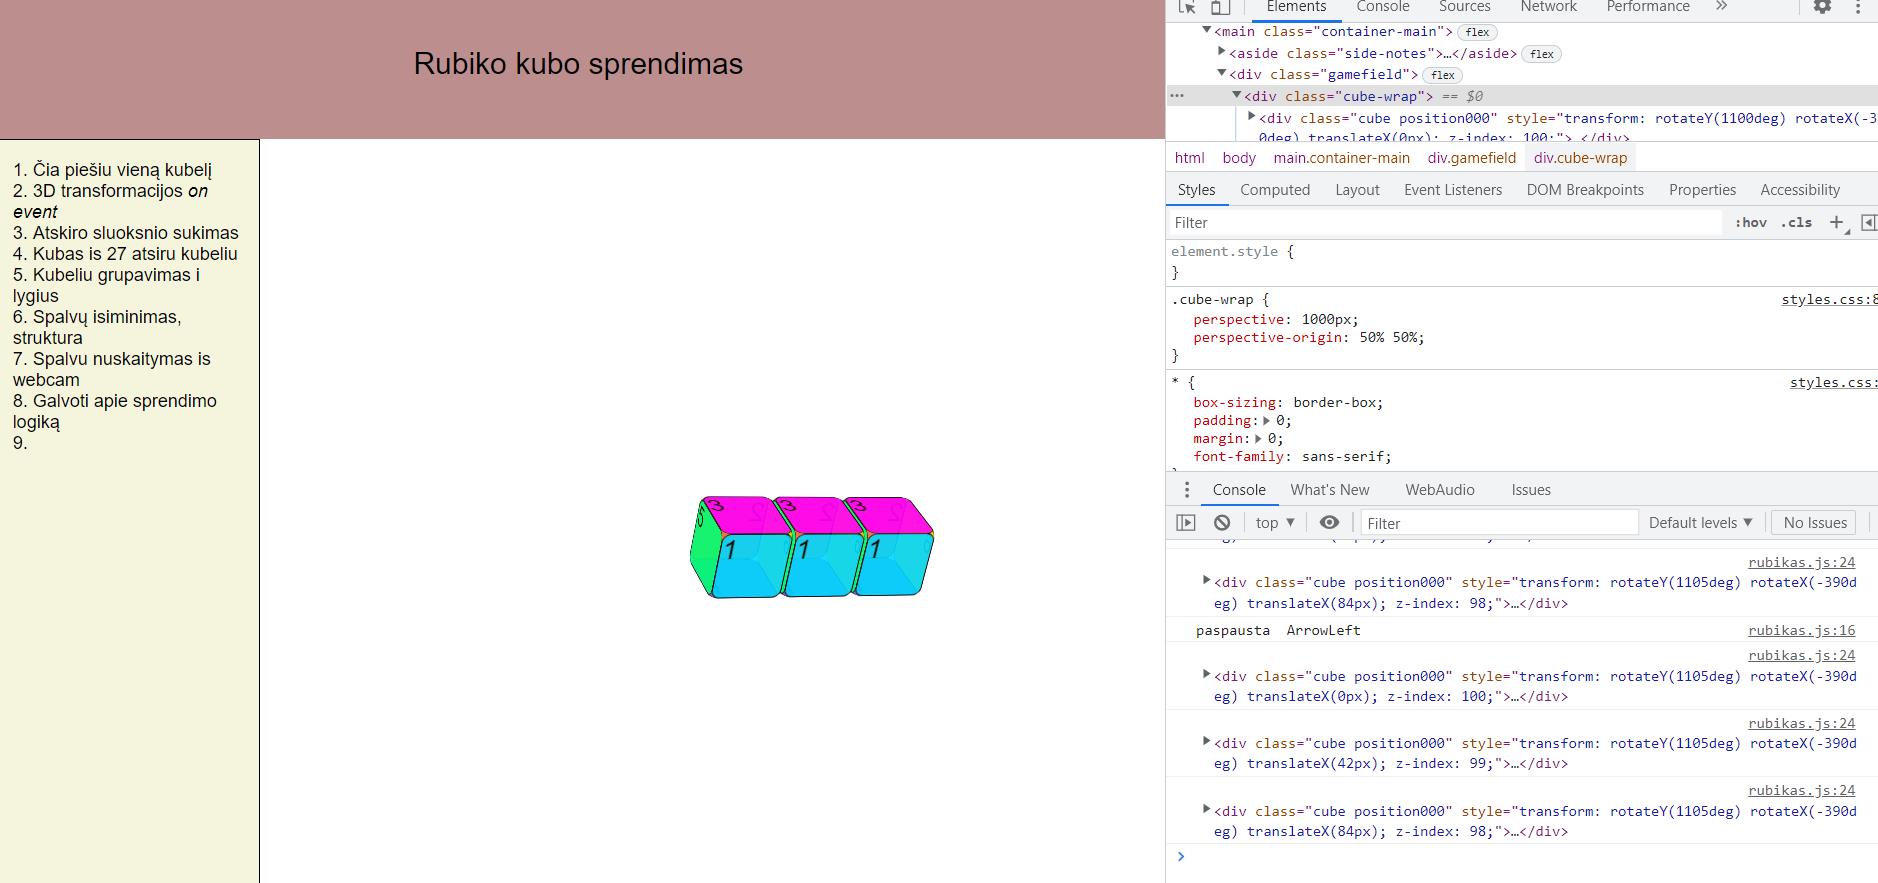 Rubiko kubo sprendimas
1. Čia piešiu vieną kubelį
2. 3D transformacijos on
event
3. Atskiro sluoksnio sukimas
4. Kubas is 27 atsiru kubeliu
5. Kubeliu grupavimas i
lygius
6. Spalvų isiminimas,
struktura
7. Spalvu nuskaitymas is
webcam
8. Galvoti apie sprendimo
logiką
9.
3 2 3 2 3 2
1 1 1
Elements Console Sources Network Performance »
<main class="container-main"> flex
<aside class="side-notes">…</aside> flex
<div class="gamefield"> flex
<div class="cube-wrap"> == $0
<div class="cube position000" style="transform: rotateY(1100deg) rotateX(-3
0deg) translateX(0px); z-index: 100;"> </div>
html body main.container-main div.gamefield div.cube-wrap
Styles Computed Layout Event Listeners DOM Breakpoints Properties Accessibility
Filter :hov .cls +
element.style {
}
.cube-wrap { styles.css:8
perspective: 1000px;
perspective-origin: 50% 50%;
}
* { styles.css:
box-sizing: border-box;
padding: 0;
margin: 0;
font-family: sans-serif;
}
Console What's New WebAudio Issues
top Filter Default levels No Issues
rubikas.js:24
<div class="cube position000" style="transform: rotateY(1105deg) rotateX(-390d
eg) translateX(84px); z-index: 98;">…</div>
paspausta ArrowLeft rubikas.js:16
rubikas.js:24
<div class="cube position000" style="transform: rotateY(1105deg) rotateX(-390d
eg) translateX(0px); z-index: 100;">…</div>
rubikas.js:24
<div class="cube position000" style="transform: rotateY(1105deg) rotateX(-390d
eg) translateX(42px); z-index: 99;">…</div>
rubikas.js:24
<div class="cube position000" style="transform: rotateY(1105deg) rotateX(-390d
eg) translateX(84px); z-index: 98;">…</div>